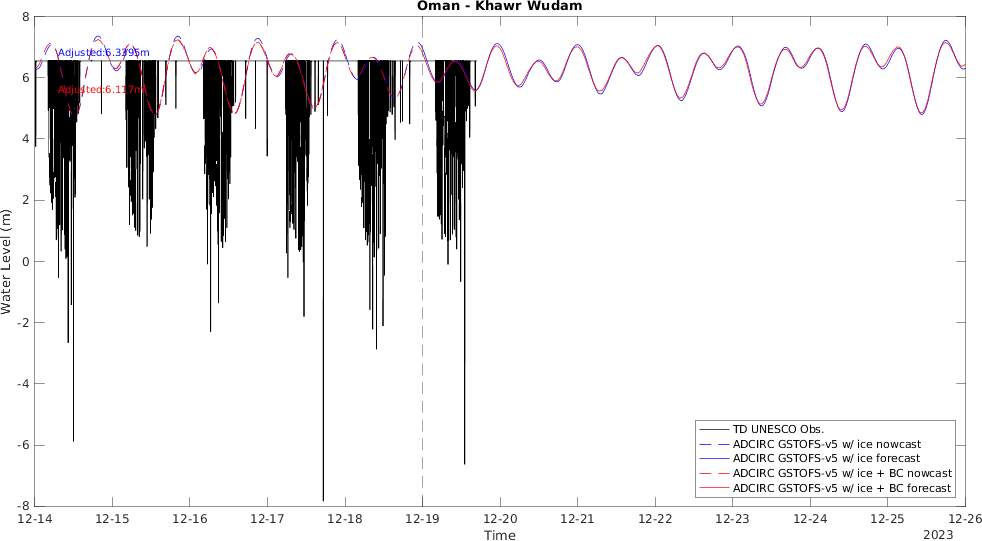 Oman - Khawr Wudam
8
6
4
2
0
-2
-4
-6
-8
Water Level (m)
Adjusted:6.3395m
Adjusted:6.117m
TD UNESCO Obs.
ADCIRC GSTOFS-v5 w/ ice nowcast
ADCIRC GSTOFS-v5 w/ ice forecast
ADCIRC GSTOFS-v5 w/ ice + BC nowcast
ADCIRC GSTOFS-v5 w/ ice + BC forecast
12-14 12-15 12-16 12-17 12-18 12-19 12-20 12-21 12-22 12-23 12-24 12-25 12-26
Time
2023